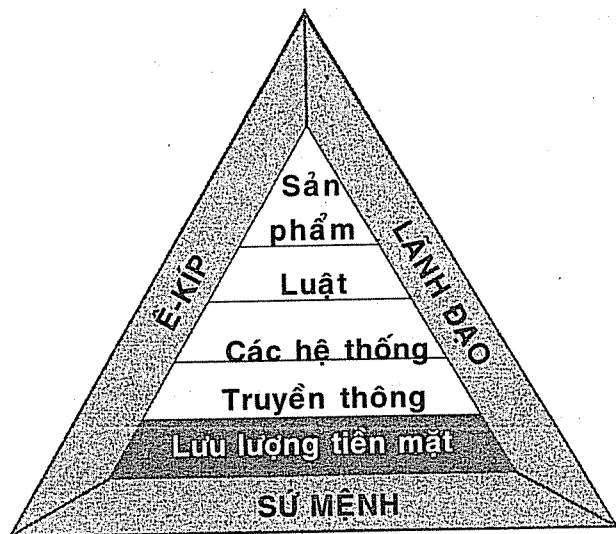 Sản
phẩm
Luật
Các hệ thống
Truyền thông
Lưu lượng tiền mặt
Ê-KÍP
LÃNH ĐẠO
SỨ MỆNH